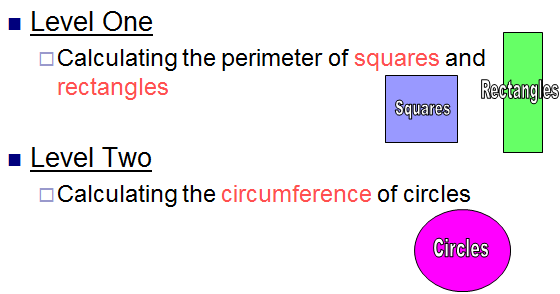 Level One
Calculating the perimeter of squares and
rectangles
Squares
Rectangles
Level Two
Calculating the circumference of circles
Circles